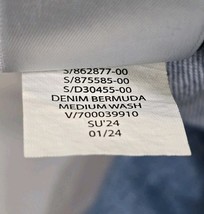 S/862877-00
S/875585-00
S/D30455-00
DENIM BERMUDA
MEDIUM WASH
V/700039910
SU'24
01/24